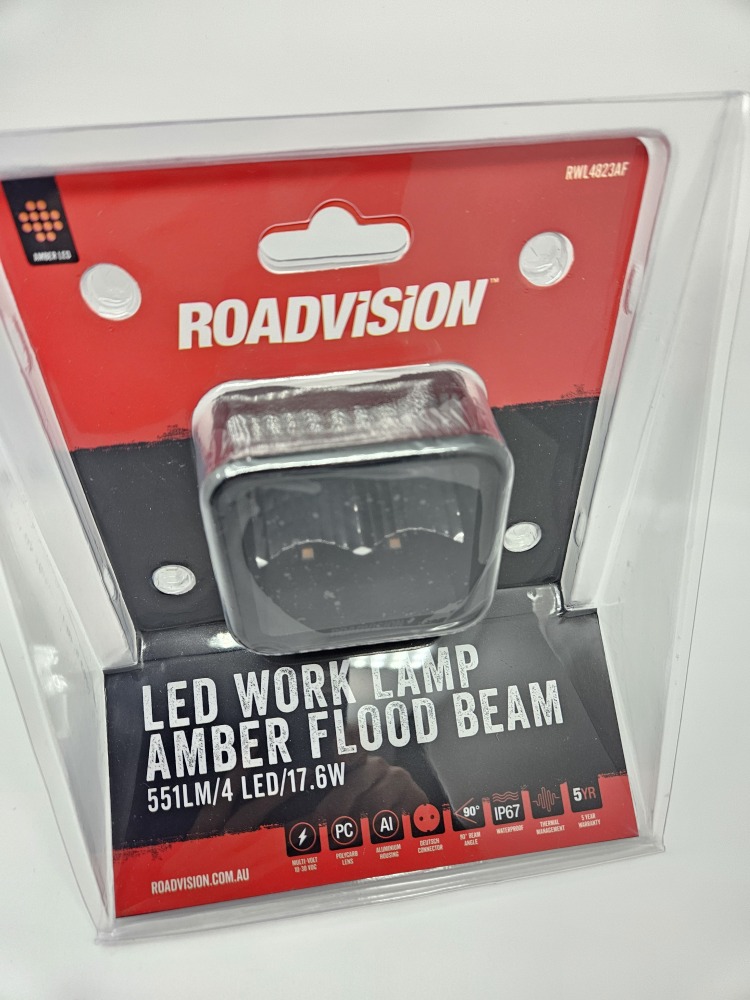 RWL4823AF
AMBER LED
ROADViSiON™
LED WORK LAMP
AMBER FLOOD BEAM
551LM/4 LED/17.6W
PC
Al
90°
IP67
5YR
MULTI-VOLT
10-30 VDC
POLYCARB
LENS
ALUMINIUM
HOUSING
DEUTSCH
CONNECTOR
90° BEAM
ANGLE
WATERPROOF
THERMAL
MANAGEMENT
5 YEAR
WARRANTY
ROADVISION.COM.AU